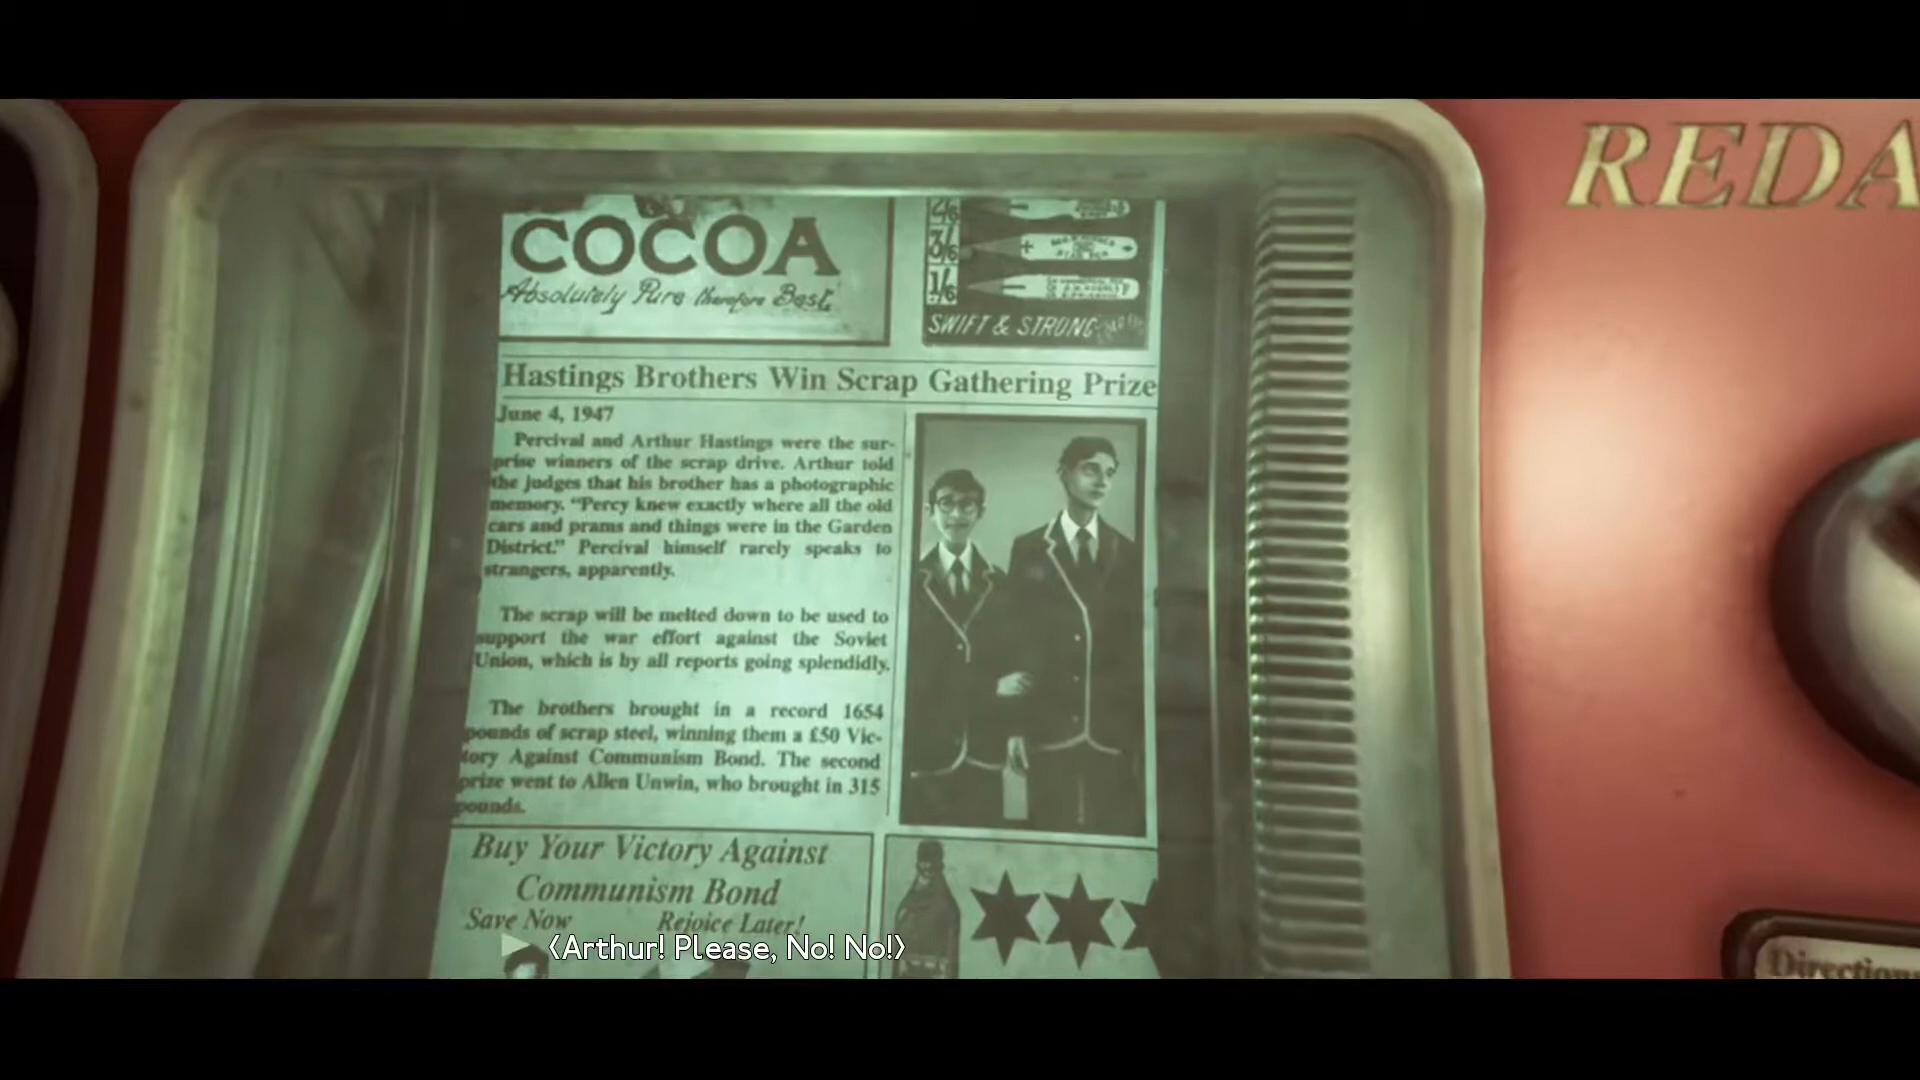 COCOA
Absolutely Pure therefore Best
3/6
1/6
SWIFT & STRONG
REDA
Hastings Brothers Win Scrap Gathering Prize
June 4, 1947
Percival and Arthur Hastings were the sur-
prise winners of the scrap drive. Arthur told
the judges that his brother has a photographic
memory. “Percy knew exactly where all the old
cars and prams and things were in the Garden
District.” Percival himself rarely speaks to
strangers, apparently.
The scrap will be melted down to be used to
support the war effort against the Soviet
Union, which is by all reports going splendidly.
The brothers brought in a record 1654
pounds of scrap steel, winning them a £50 Vic-
tory Against Communism Bond. The second
prize went to Allen Unwin, who brought in 315
pounds.
Buy Your Victory Against
Communism Bond
Save Now Rejoice Later!
<Arthur! Please, No! No!>
Directions